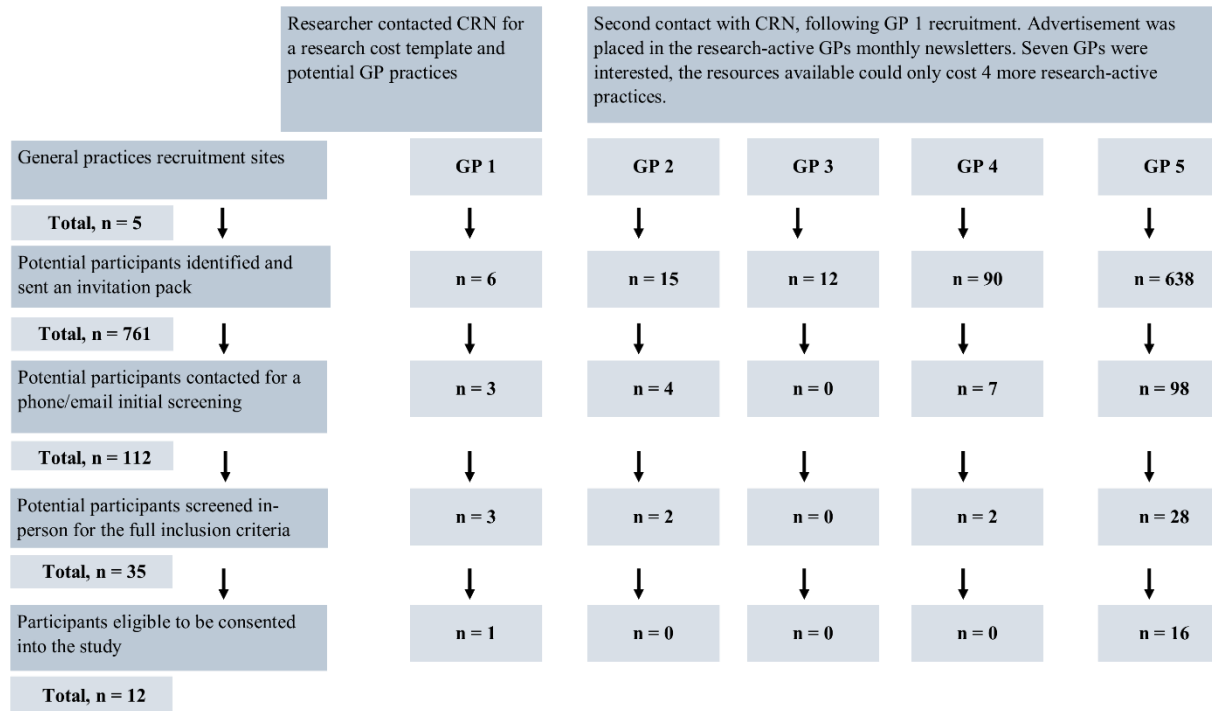 Researcher contacted CRN for
a research cost template and
potential GP practices
Second contact with CRN, following GP 1 recruitment. Advertisement was
placed in the research-active GPs monthly newsletters. Seven GPs were
interested, the resources available could only cost 4 more research-active
practices.
General practices recruitment sites
GP 1
GP 2
GP 3
GP 4
GP 5
Total, n = 5
Potential participants identified and
sent an invitation pack
n = 6
n = 15
n = 12
n = 90
n = 638
Total, n = 761
Potential participants contacted for a
phone/email initial screening
n = 3
n = 4
n = 0
n = 7
n = 98
Total, n = 112
Potential participants screened in-
person for the full inclusion criteria
n = 3
n = 2
n = 0
n = 2
n = 28
Total, n = 35
Participants eligible to be consented
into the study
n = 1
n = 0
n = 0
n = 0
n = 16
Total, n = 12